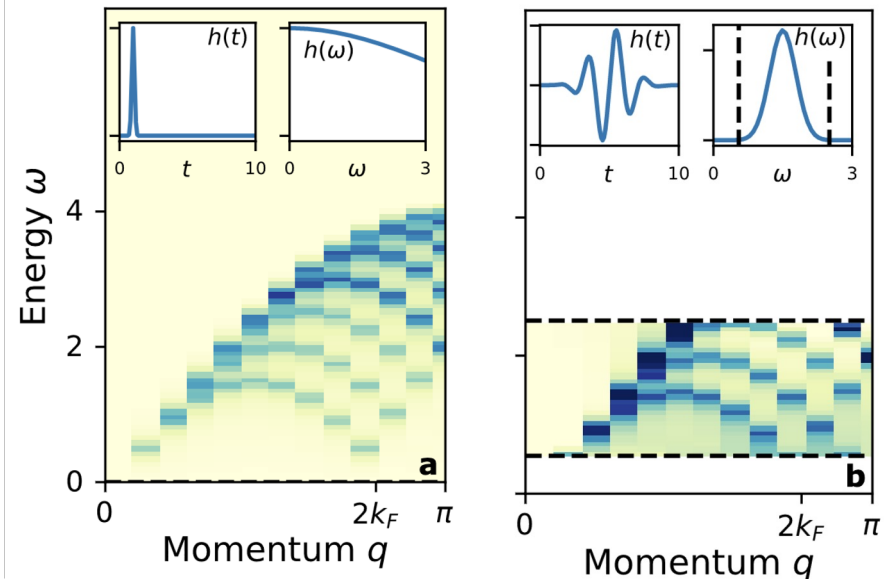 h(t)
h(ω)
0
t
10
0
ω
3
Energy ω
4
2
0
a
0
2k_F
π
Momentum q
h(t)
h(ω)
0
t
10
0
ω
3
b
0
2k_F
π
Momentum q